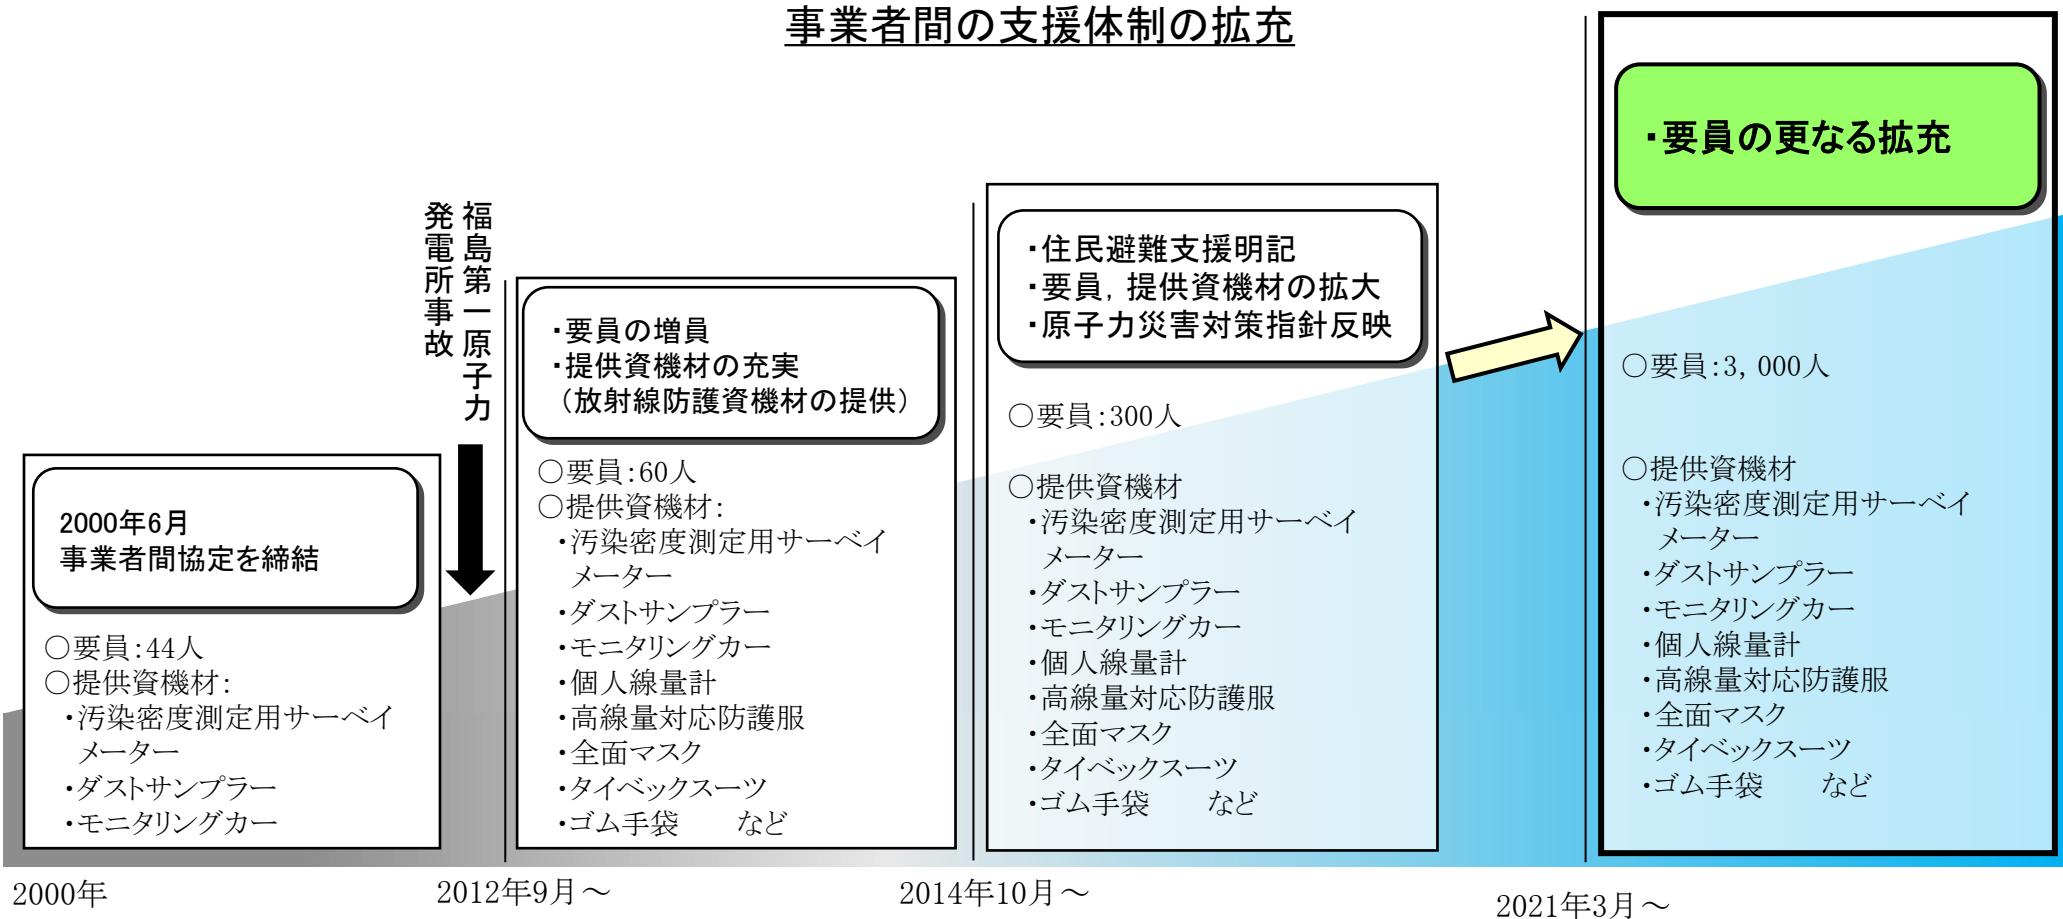 事業者間の支援体制の拡充
2000年6月
事業者間協定を締結
○要員:44人
○提供資機材:
・汚染密度測定用サーベイ
メーター
・ダストサンプラー
・モニタリングカー
福島第一原子力
発電所事故
・要員の増員
・提供資機材の充実
(放射線防護資機材の提供)
○要員:60人
○提供資機材:
・汚染密度測定用サーベイ
メーター
・ダストサンプラー
・モニタリングカー
・個人線量計
・高線量対応防護服
・全面マスク
・タイベックスーツ
・ゴム手袋　　など
・住民避難支援明記
・要員,提供資機材の拡大
・原子力災害対策指針反映
○要員:300人
○提供資機材
・汚染密度測定用サーベイ
メーター
・ダストサンプラー
・モニタリングカー
・個人線量計
・高線量対応防護服
・全面マスク
・タイベックスーツ
・ゴム手袋　　など
・要員の更なる拡充
○要員:3,000人
○提供資機材
・汚染密度測定用サーベイ
メーター
・ダストサンプラー
・モニタリングカー
・個人線量計
・高線量対応防護服
・全面マスク
・タイベックスーツ
・ゴム手袋　　など
2000年
2012年9月~
2014年10月~
2021年3月~